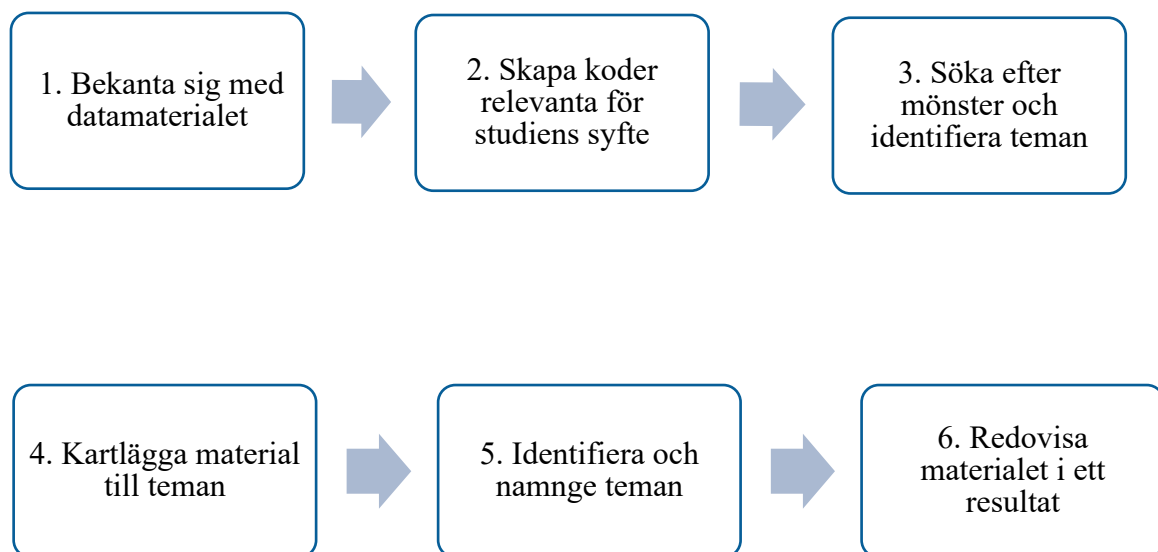 1. Bekanta sig med
datamaterialet
2. Skapa koder
relevanta för
studiens syfte
3. Söka efter
mönster och
identifiera teman
4. Kartlägga material
till teman
5. Identifiera och
namnge teman
6. Redovisa
materialet i ett
resultat